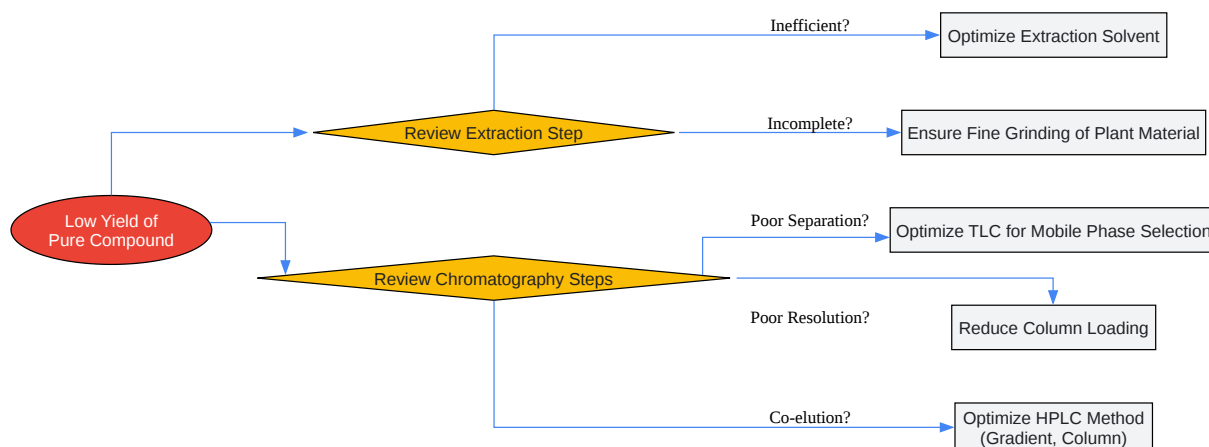 Inefficient?
Optimize Extraction Solvent
Review Extraction Step
Incomplete?
Ensure Fine Grinding of Plant Material
Low Yield of
Pure Compound
Poor Separation?
Optimize TLC for Mobile Phase Selection
Review Chromatography Steps
Poor Resolution?
Reduce Column Loading
Co-elution?
Optimize HPLC Method
(Gradient, Column)